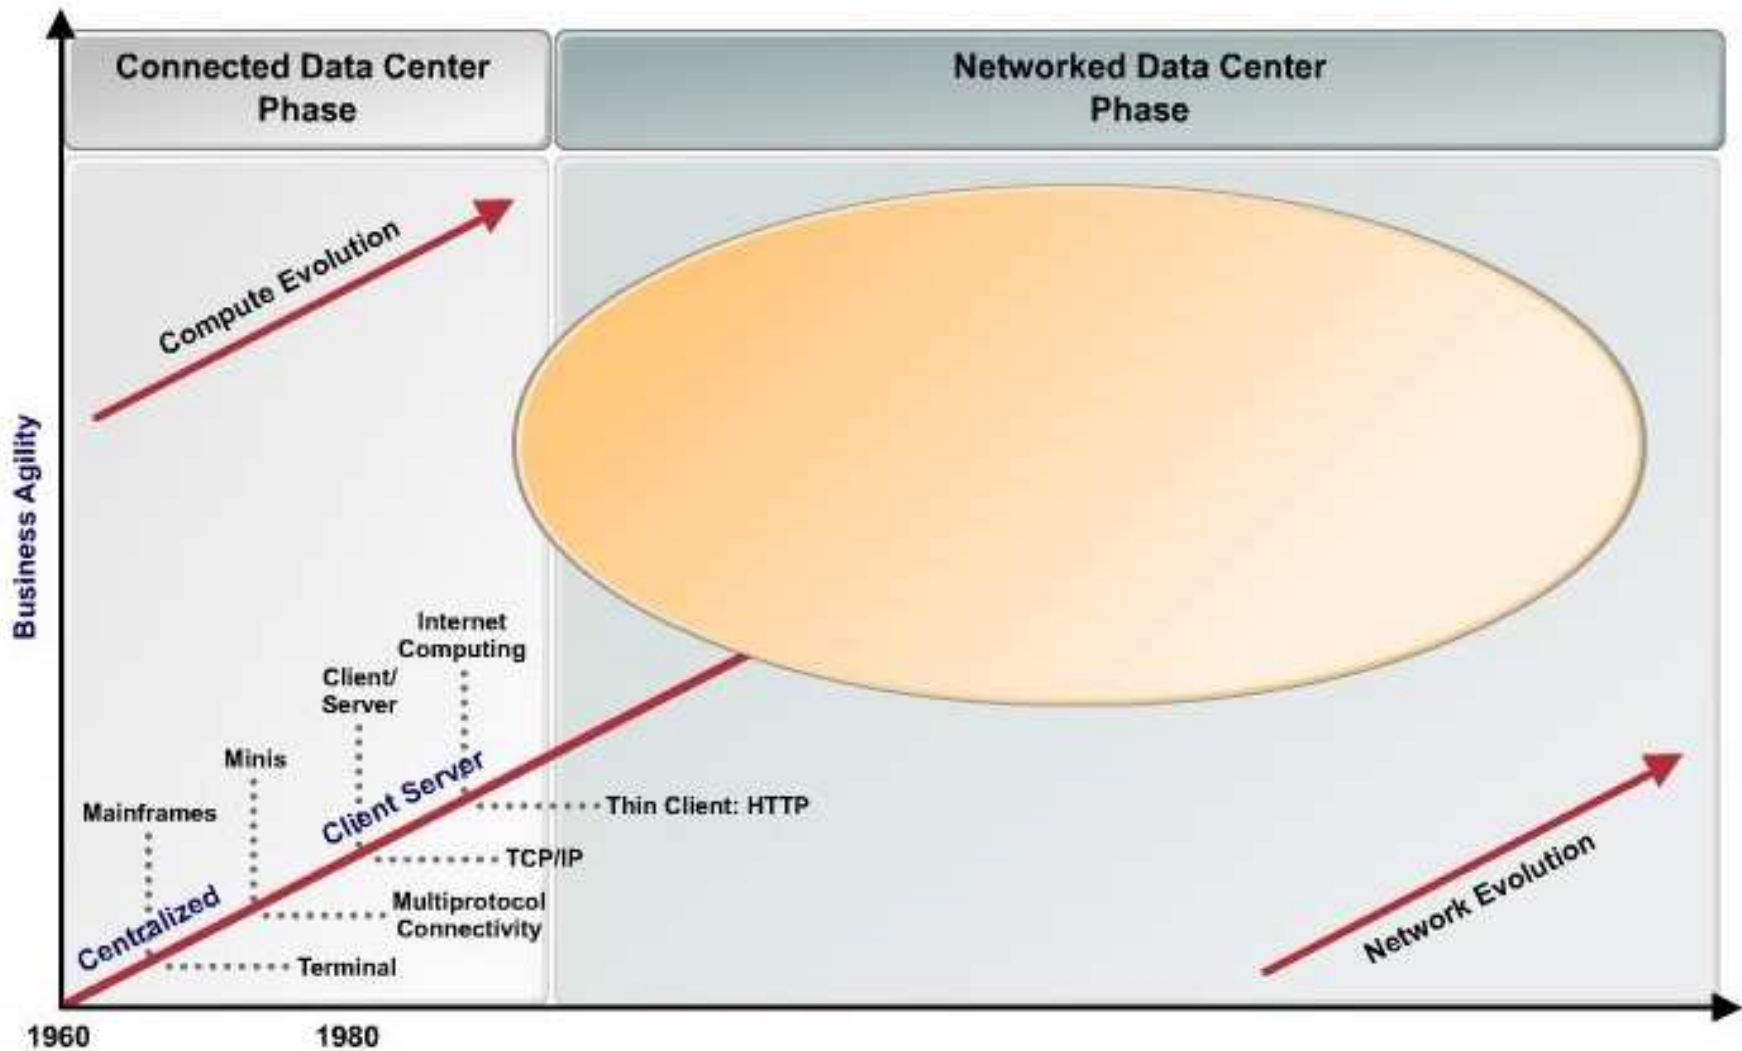 Connected Data Center
Phase
Networked Data Center
Phase
Compute Evolution
Business Agility
Internet
Computing
Client/
Server
Minis
Mainframes
Client Server
Centralized
Thin Client: HTTP
TCP/IP
Multiprotocol
Connectivity
Terminal
Network Evolution
1960
1980